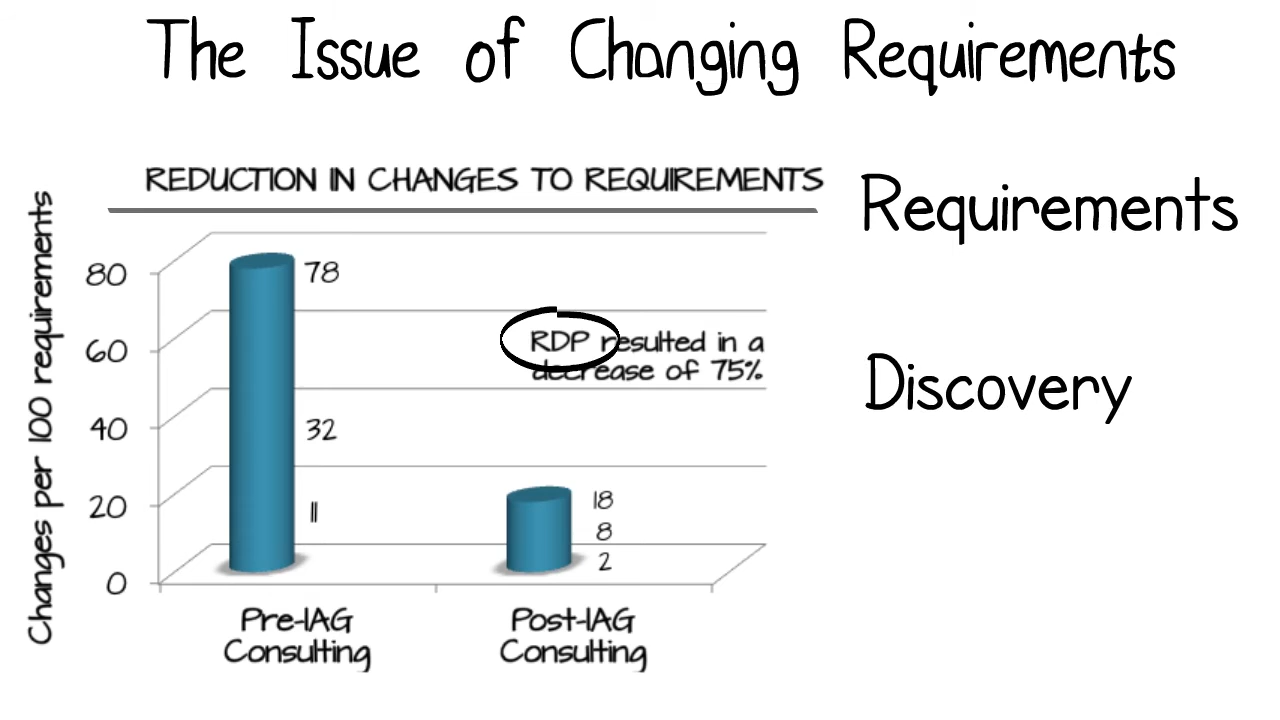 The Issue of Changing Requirements
REDUCTION IN CHANGES TO REQUIREMENTS
Changes per 100 requirements
80
60
40
20
0
78
32
11
RDP resulted in a
decrease of 75%
18
8
2
Pre-IAG
Consulting
Post-IAG
Consulting
Requirements
Discovery